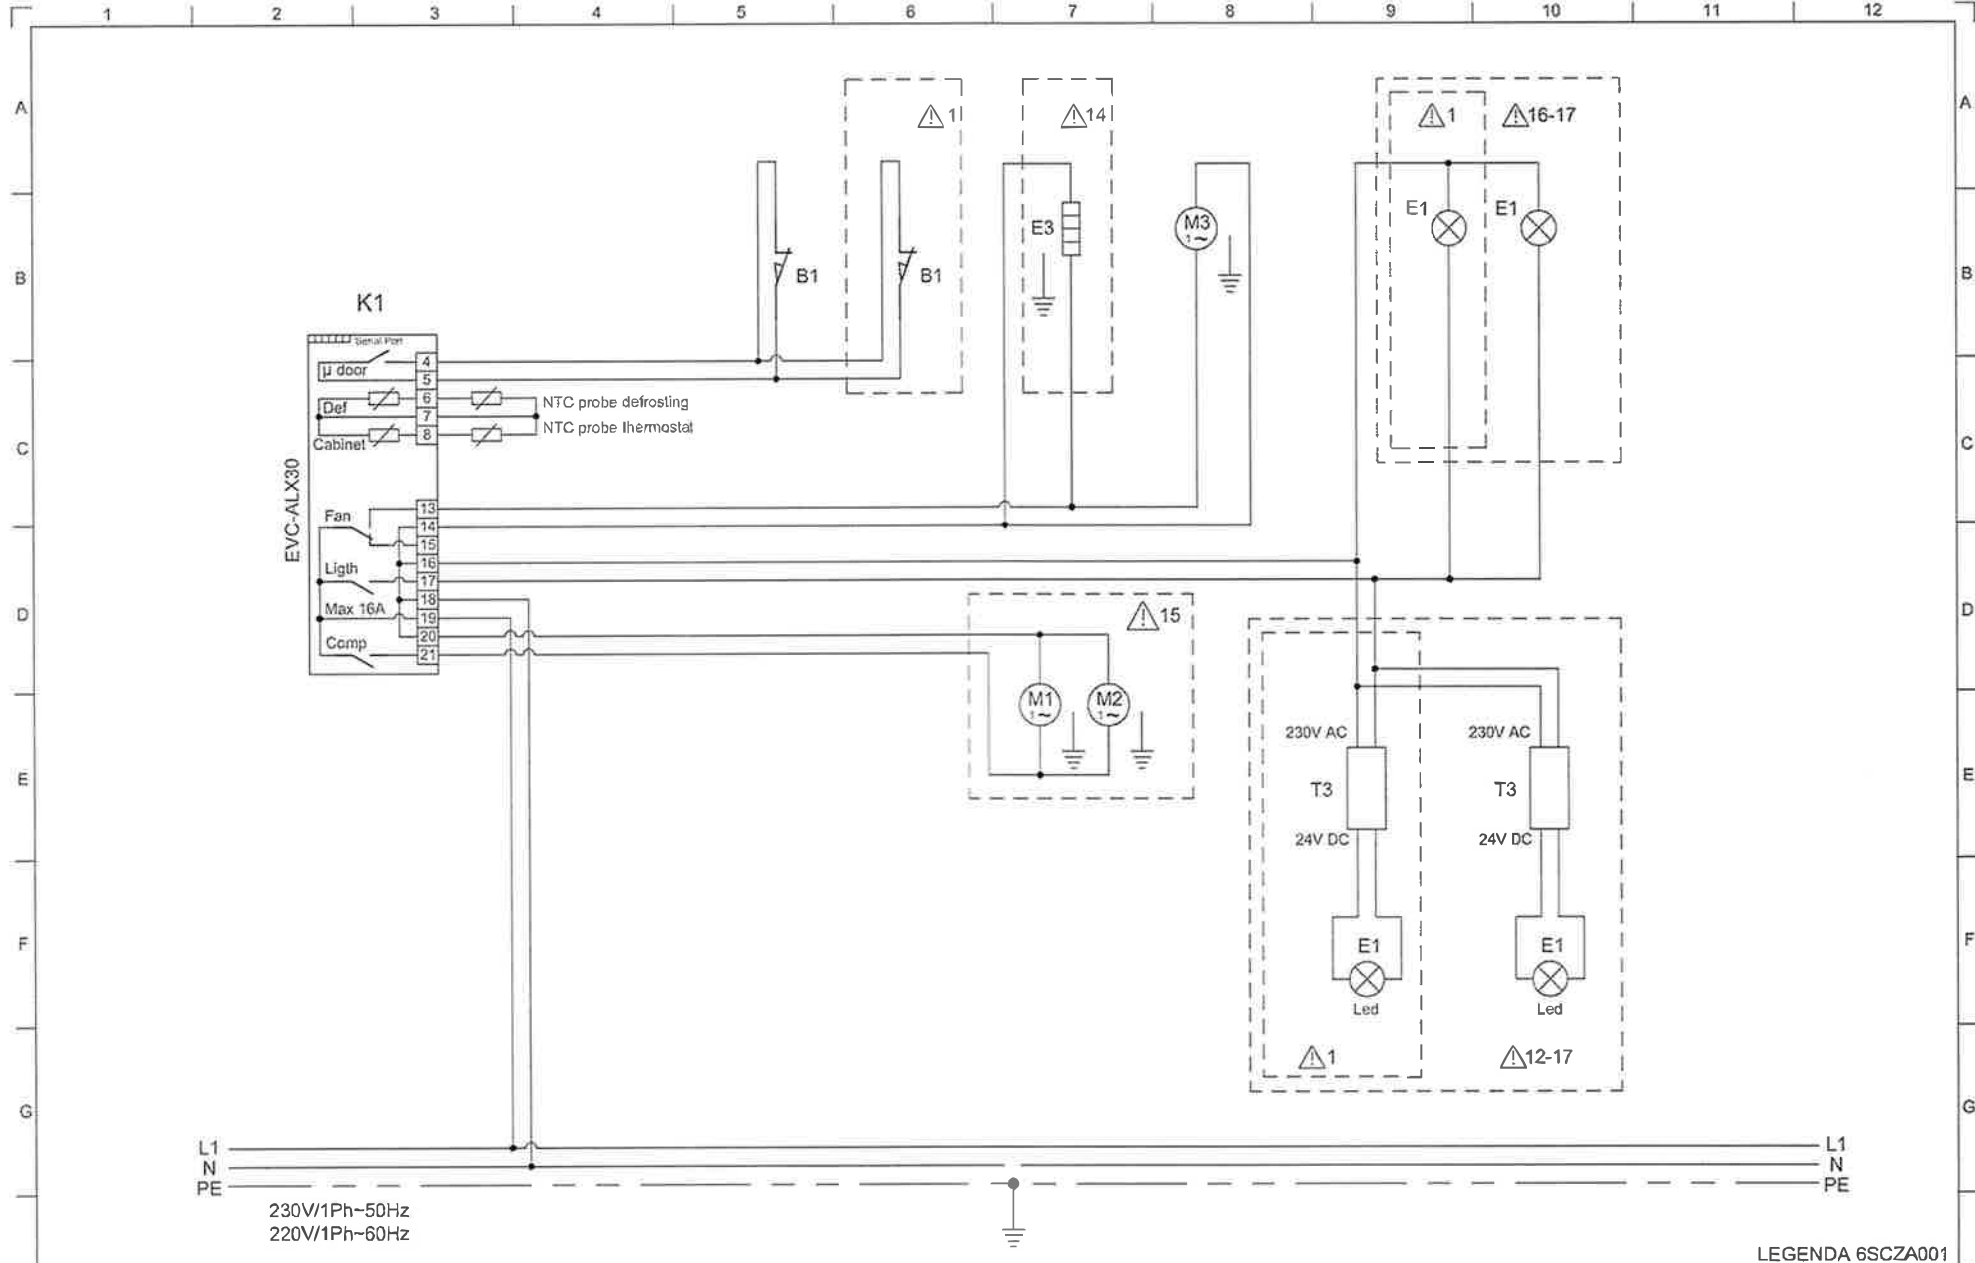 1 2 3 4 5 6 7 8 9 10 11 12
A A
1 14 1 16-17
E1 E1
E3 M3
1~
B B1 B1 B
K1
Serial Port
µ door 4
5
6 NTC probe defrosting
Def 7
8 NTC probe thermostat
Cabinet
C C
EVC-ALX30
13
Fan 14
15
16
Ligth 17
18
Max 16A 19
20
Comp 21
D 15 D
M1 M2
1~ 1~
230V AC 230V AC
E T3 T3 E
24V DC 24V DC
F E1 E1 F
Led Led
1 12-17
G G
L1 L1
N N
PE PE
230V/1Ph~50Hz
220V/1Ph~60Hz
LEGENDA 6SCZA001